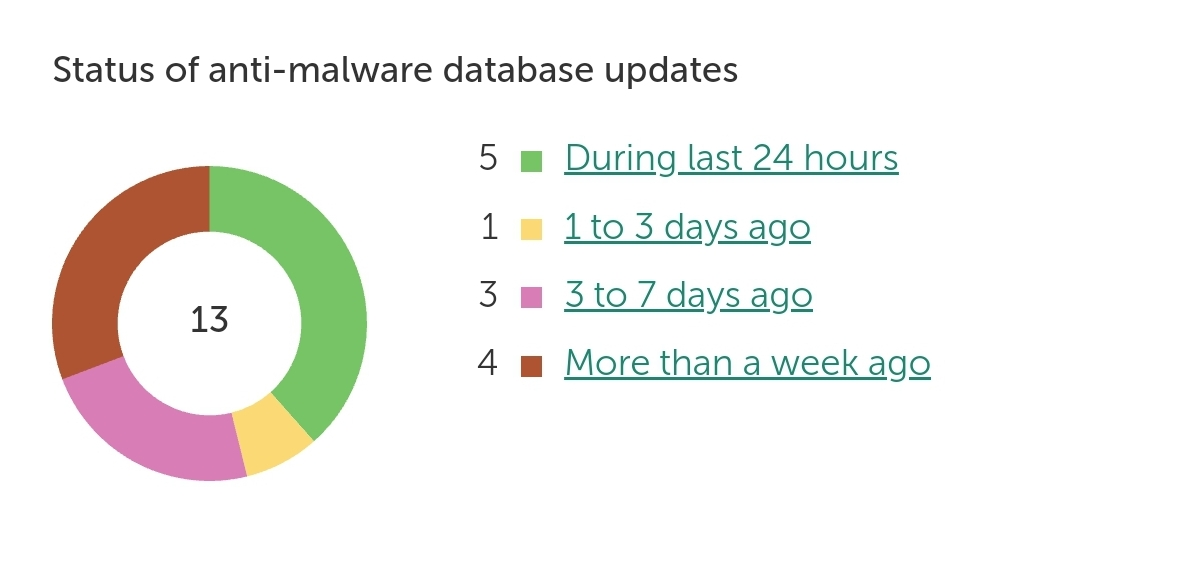 Status of anti-malware database updates
5 During last 24 hours
1 1 to 3 days ago
3 3 to 7 days ago
4 More than a week ago
13